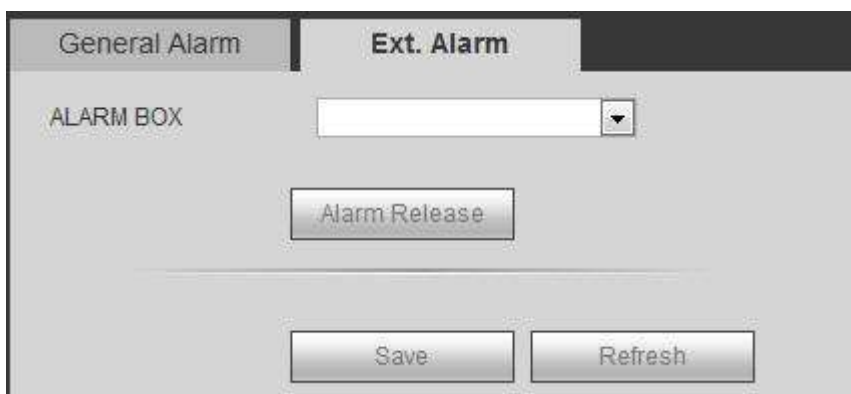 General Alarm Ext. Alarm
ALARM BOX
Alarm Release
Save Refresh